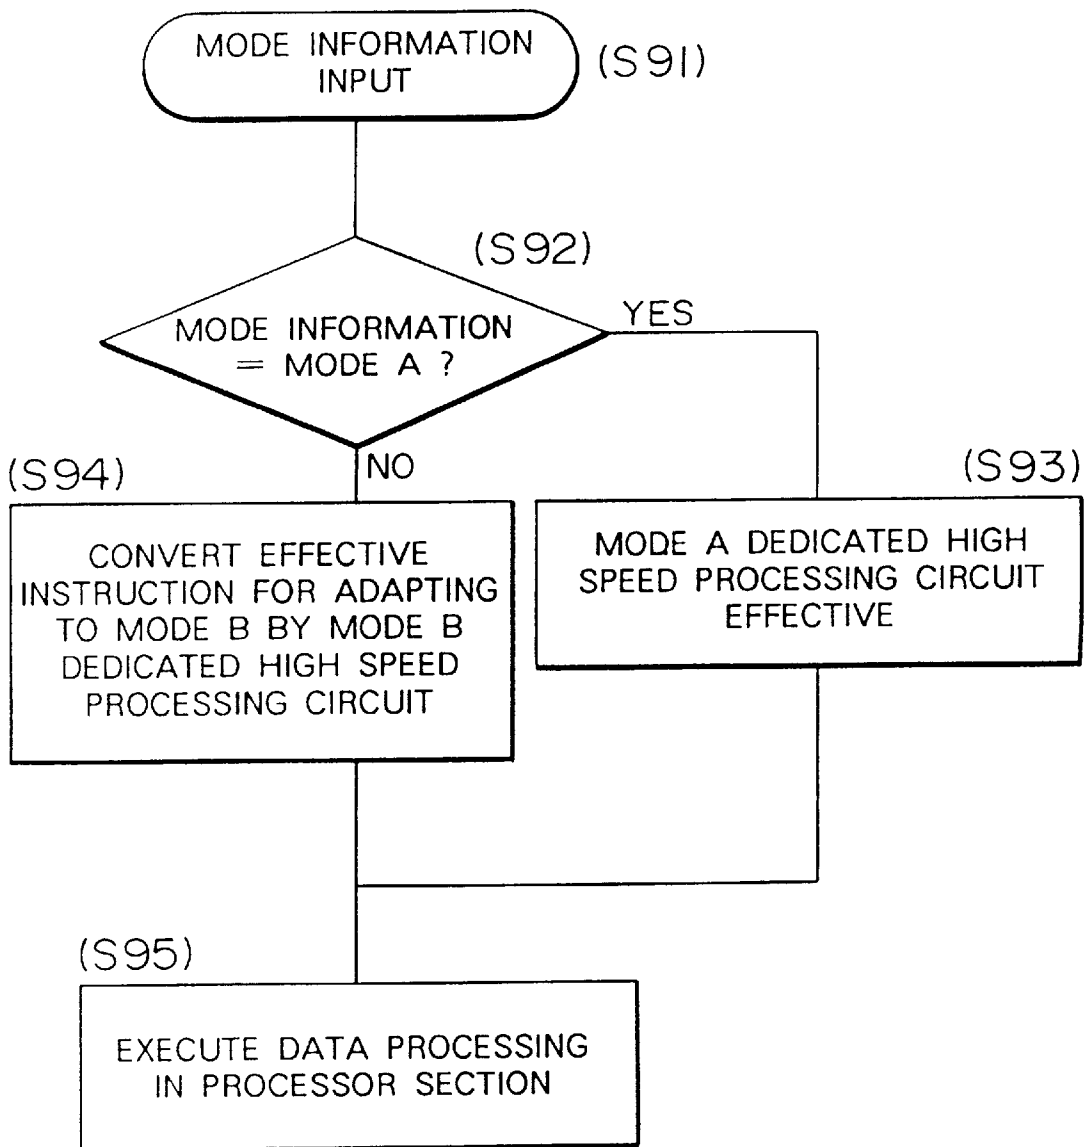 MODE INFORMATION
INPUT
(S91)
(S92)
MODE INFORMATION
= MODE A ?
YES
NO
(S94)
CONVERT EFFECTIVE
INSTRUCTION FOR ADAPTING
TO MODE B BY MODE B
DEDICATED HIGH SPEED
PROCESSING CIRCUIT
(S93)
MODE A DEDICATED HIGH
SPEED PROCESSING CIRCUIT
EFFECTIVE
(S95)
EXECUTE DATA PROCESSING
IN PROCESSOR SECTION